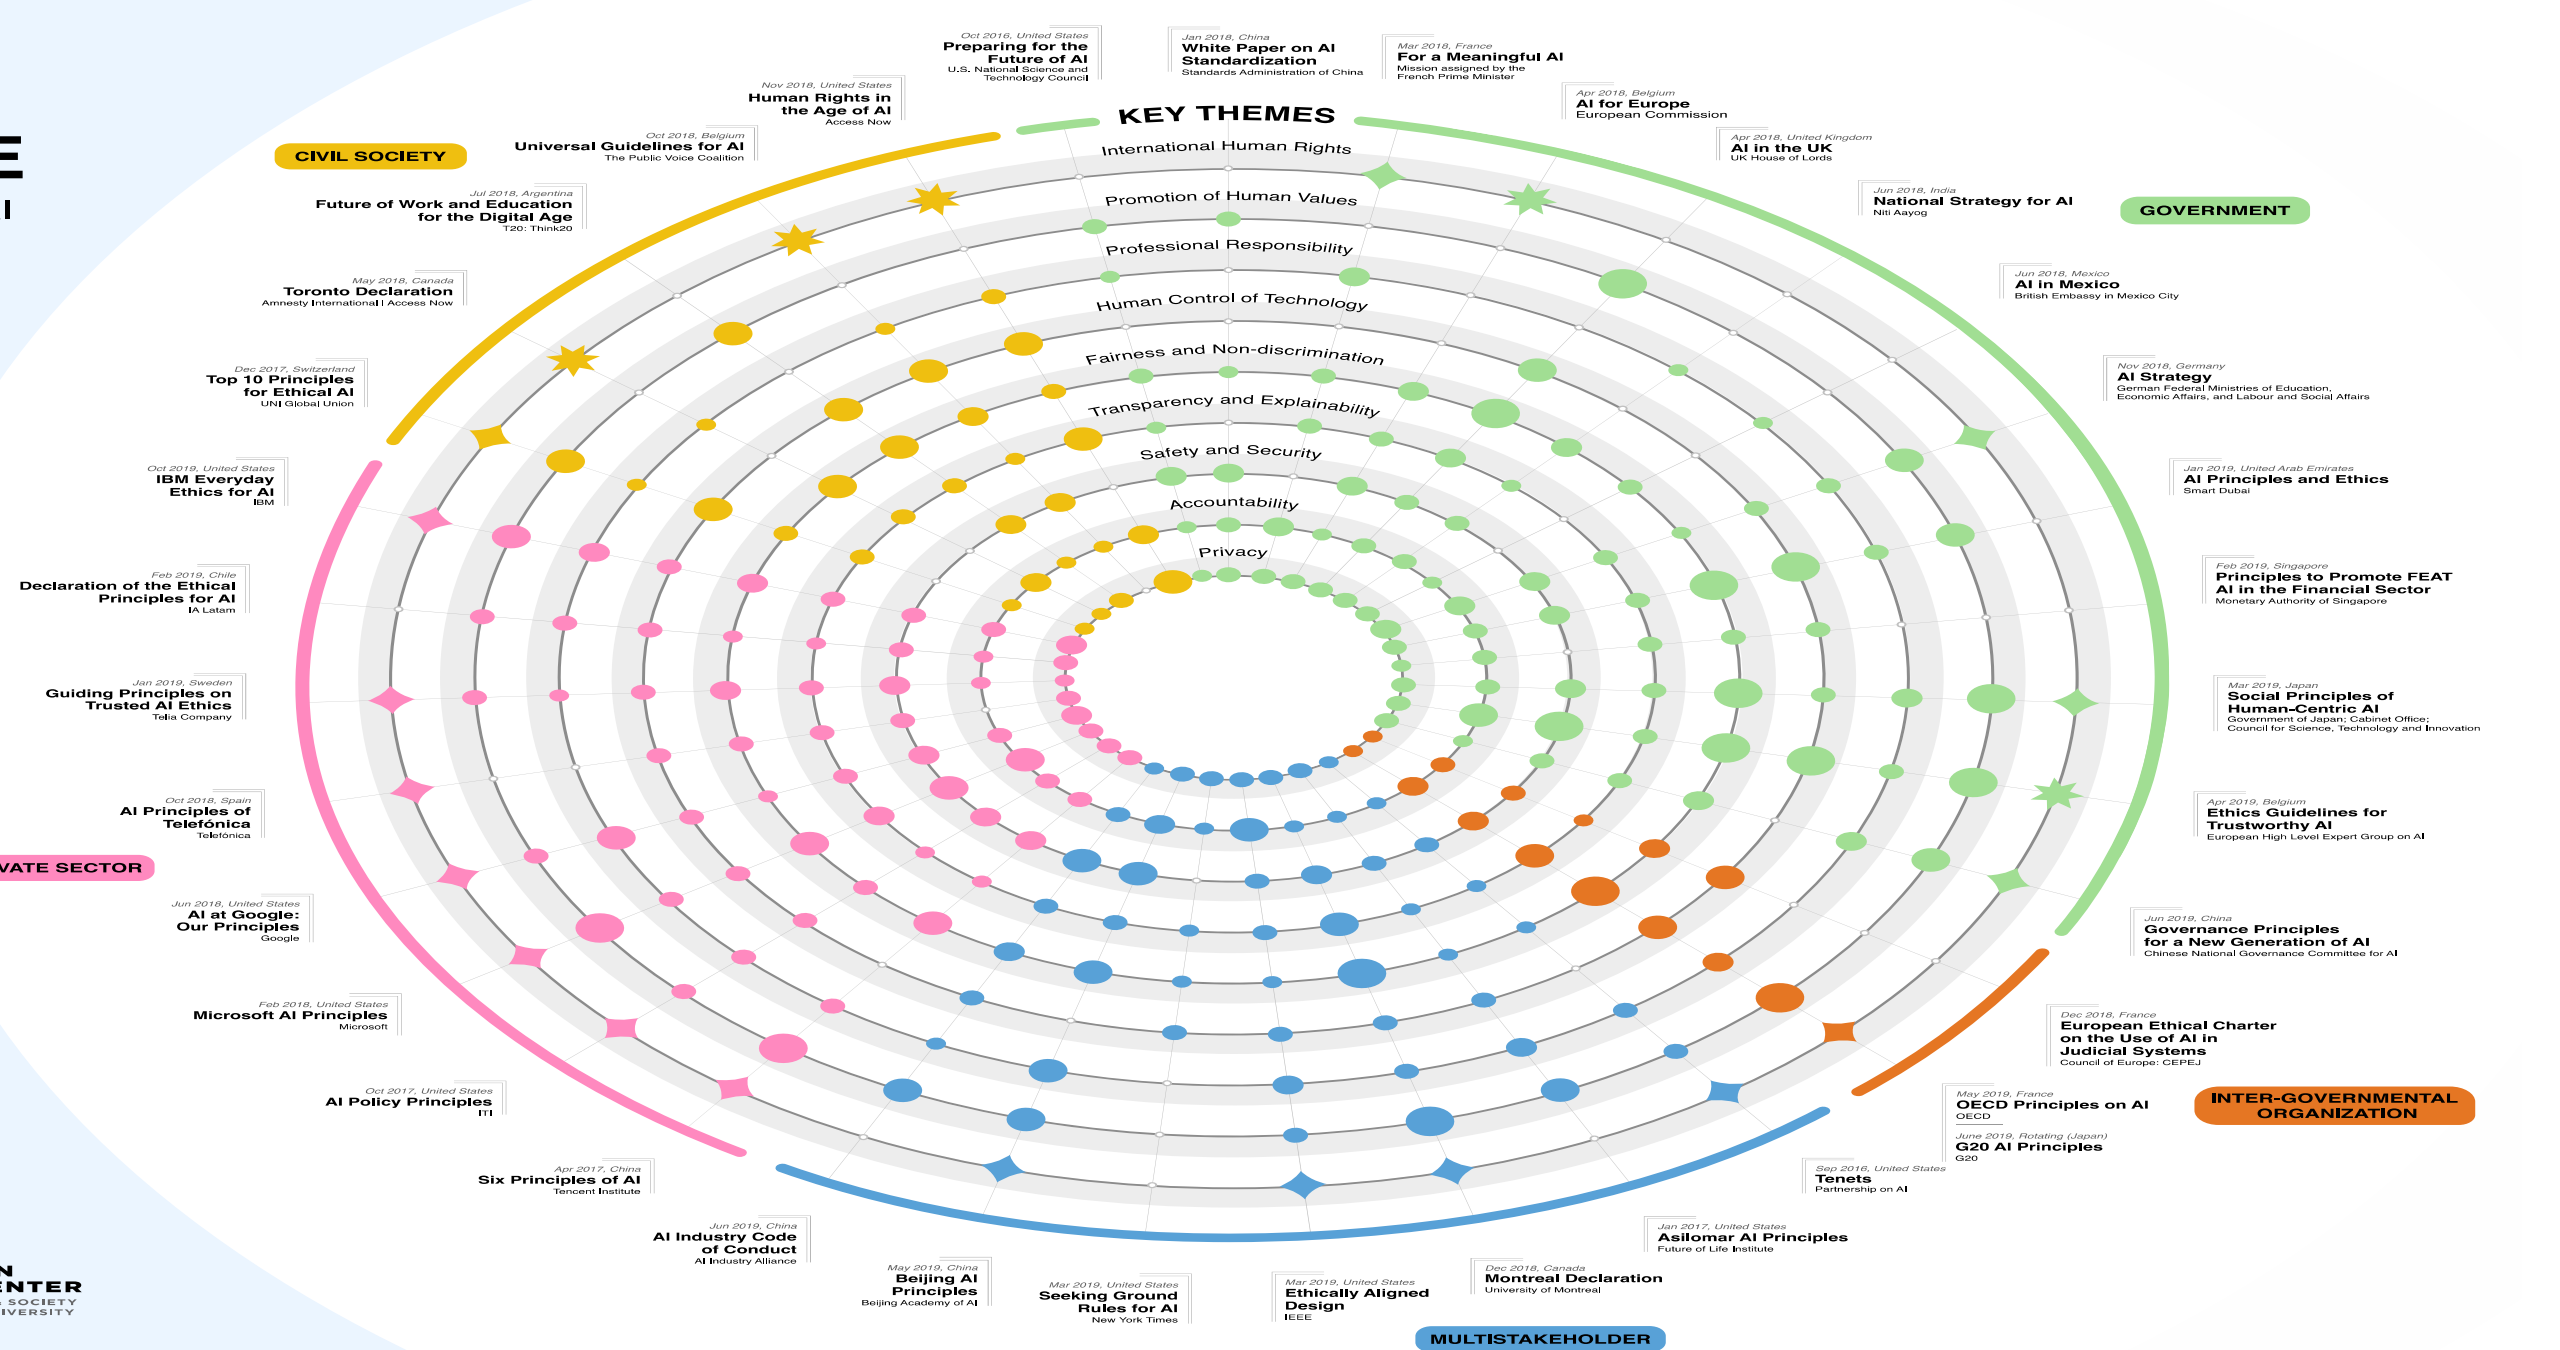 E
I
KEY THEMES
International Human Rights
Promotion of Human Values
Professional Responsibility
Human Control of Technology
Fairness and Non-discrimination
Transparency and Explainability
Safety and Security
Accountability
Privacy
CIVIL SOCIETY
Nov 2018, United States
Human Rights in
the Age of AI
Access Now
Oct 2018, Belgium
Universal Guidelines for AI
The Public Voice Coalition
Jul 2018, Argentina
Future of Work and Education
for the Digital Age
T20: Think20
May 2018, Canada
Toronto Declaration
Amnesty International | Access Now
Dec 2017, Switzerland
Top 10 Principles
for Ethical AI
UNI Global Union
Oct 2016, United States
Preparing for the
Future of AI
U.S. National Science and
Technology Council
Jan 2018, China
White Paper on AI
Standardization
Standards Administration of China
Mar 2018, France
For a Meaningful AI
Mission assigned by the
French Prime Minister
Apr 2018, Belgium
AI for Europe
European Commission
Apr 2018, United Kingdom
AI in the UK
UK House of Lords
Jun 2018, India
National Strategy for AI
Niti Aayog
GOVERNMENT
Jun 2018, Mexico
AI in Mexico
British Embassy in Mexico City
Nov 2018, Germany
AI Strategy
German Federal Ministries of Education,
Economic Affairs, and Labour and Social Affairs
Jan 2019, United Arab Emirates
AI Principles and Ethics
Smart Dubai
Feb 2019, Singapore
Principles to Promote FEAT
AI in the Financial Sector
Monetary Authority of Singapore
Mar 2019, Japan
Social Principles of
Human-Centric AI
Government of Japan; Cabinet Office;
Council for Science, Technology and Innovation
Apr 2019, Belgium
Ethics Guidelines for
Trustworthy AI
European High Level Expert Group on AI
Jun 2019, China
Governance Principles
for a New Generation of AI
Chinese National Governance Committee for AI
Dec 2018, France
European Ethical Charter
on the Use of AI in
Judicial Systems
Council of Europe: CEPEJ
INTER-GOVERNMENTAL
ORGANIZATION
May 2019, France
OECD Principles on AI
OECD
June 2019, Rotating (Japan)
G20 AI Principles
G20
Sep 2016, United States
Tenets
Partnership on AI
Jan 2017, United States
Asilomar AI Principles
Future of Life Institute
Dec 2018, Canada
Montreal Declaration
University of Montreal
Mar 2019, United States
Ethically Aligned
Design
IEEE
MULTISTAKEHOLDER
Mar 2019, United States
Seeking Ground
Rules for AI
New York Times
May 2019, China
Beijing AI
Principles
Beijing Academy of AI
Jun 2019, China
AI Industry Code
of Conduct
AI Industry Alliance
Apr 2017, China
Six Principles of AI
Tencent Institute
Oct 2017, United States
AI Policy Principles
ITI
Feb 2018, United States
Microsoft AI Principles
Microsoft
Jun 2018, United States
AI at Google:
Our Principles
Google
VATE SECTOR
Oct 2018, Spain
AI Principles of
Telefónica
Telefónica
Jan 2019, Sweden
Guiding Principles on
Trusted AI Ethics
Telia Company
Feb 2019, Chile
Declaration of the Ethical
Principles for AI
IA Latam
Oct 2019, United States
IBM Everyday
Ethics for AI
IBM
N
ENTER
SOCIETY
IVERSITY